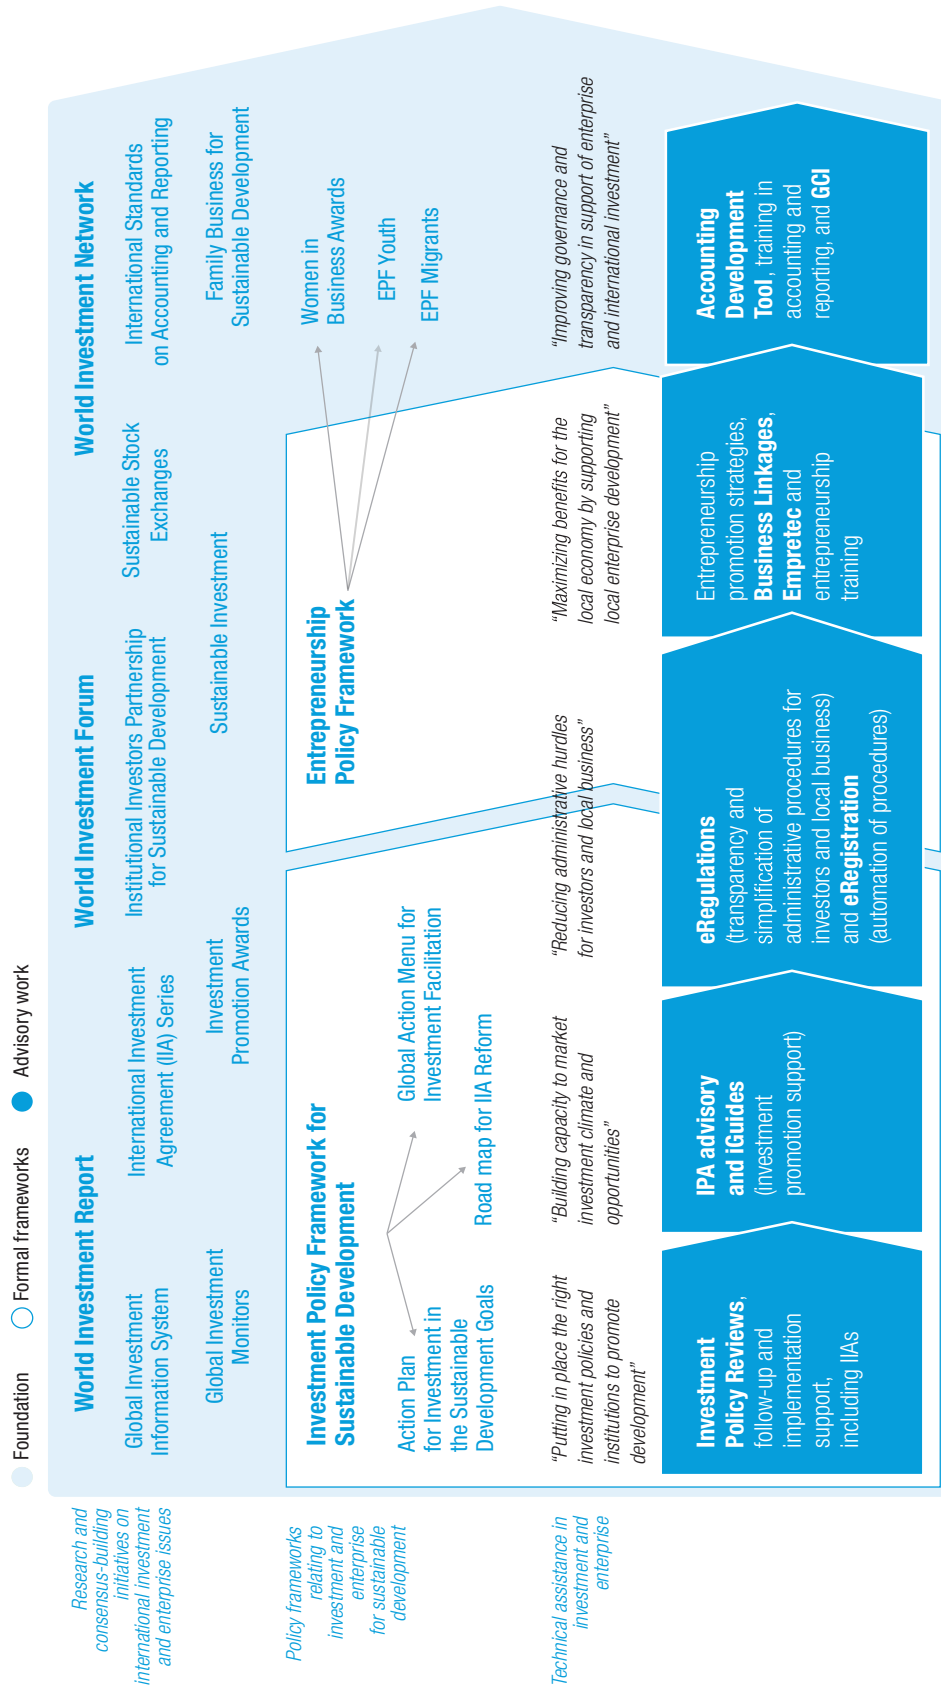 Foundation
Formal frameworks
Advisory work
Research and
consensus-building
initiatives on
international investment
and enterprise issues
World Investment Report
World Investment Forum
World Investment Network
Global Investment
Information System
International Investment
Agreement (IIA) Series
Institutional Investors Partnership
for Sustainable Development
Sustainable Stock
Exchanges
International Standards
on Accounting and Reporting
Global Investment
Monitors
Investment
Promotion Awards
Sustainable Investment
Family Business for
Sustainable Development
Policy frameworks
relating to
investment and
enterprise
for sustainable
development
Investment Policy Framework for
Sustainable Development
Action Plan
for Investment in
the Sustainable
Development Goals
Global Action Menu for
Investment Facilitation
Road map for IIA Reform
Entrepreneurship
Policy Framework
Women in
Business Awards
EPF Youth
EPF Migrants
Technical assistance in
investment and
enterprise
“Putting in place the right
investment policies and
institutions to promote
development”
“Building capacity to market
investment climate and
opportunities”
“Reducing administrative hurdles
for investors and local business”
“Maximizing benefits for the
local economy by supporting
local enterprise development”
“Improving governance and
transparency in support of enterprise
and international investment”
Investment
Policy Reviews,
follow-up and
implementation
support,
including IIAs
IPA advisory
and iGuides
(investment
promotion support)
eRegulations
(transparency and
simplification of
administrative procedures for
investors and local business)
and eRegistration
(automation of procedures)
Entrepreneurship
promotion strategies,
Business Linkages,
Empretec and
entrepreneurship
training
Accounting
Development
Tool, training in
accounting and
reporting, and GCI